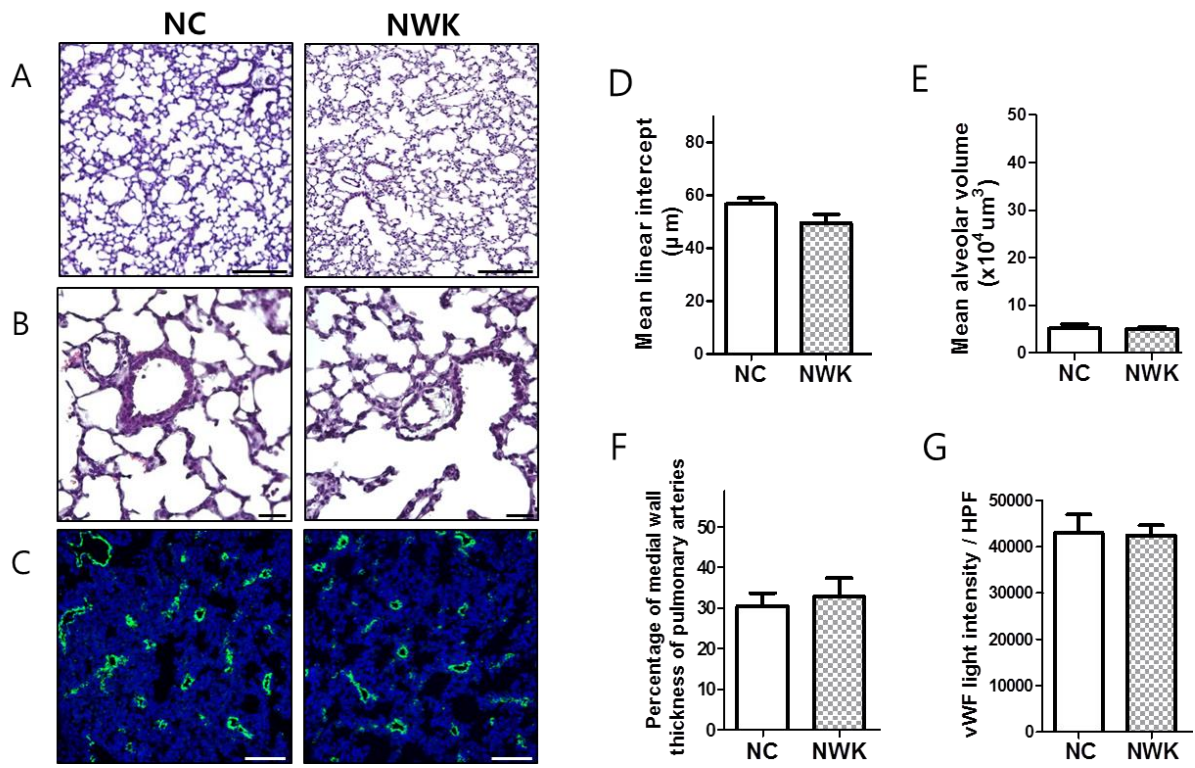 NC
NWK
A
B
C
D
Mean linear intercept
(µm)
80
60
40
20
0
NC
NWK
E
Mean alveolar volume
(x10⁴um³)
50
40
30
20
10
0
NC
NWK
F
Percentage of medial wall
thickness of pulmonary arteries
50
40
30
20
10
0
NC
NWK
G
vWF light intensity / HPF
50000
40000
30000
20000
10000
0
NC
NWK